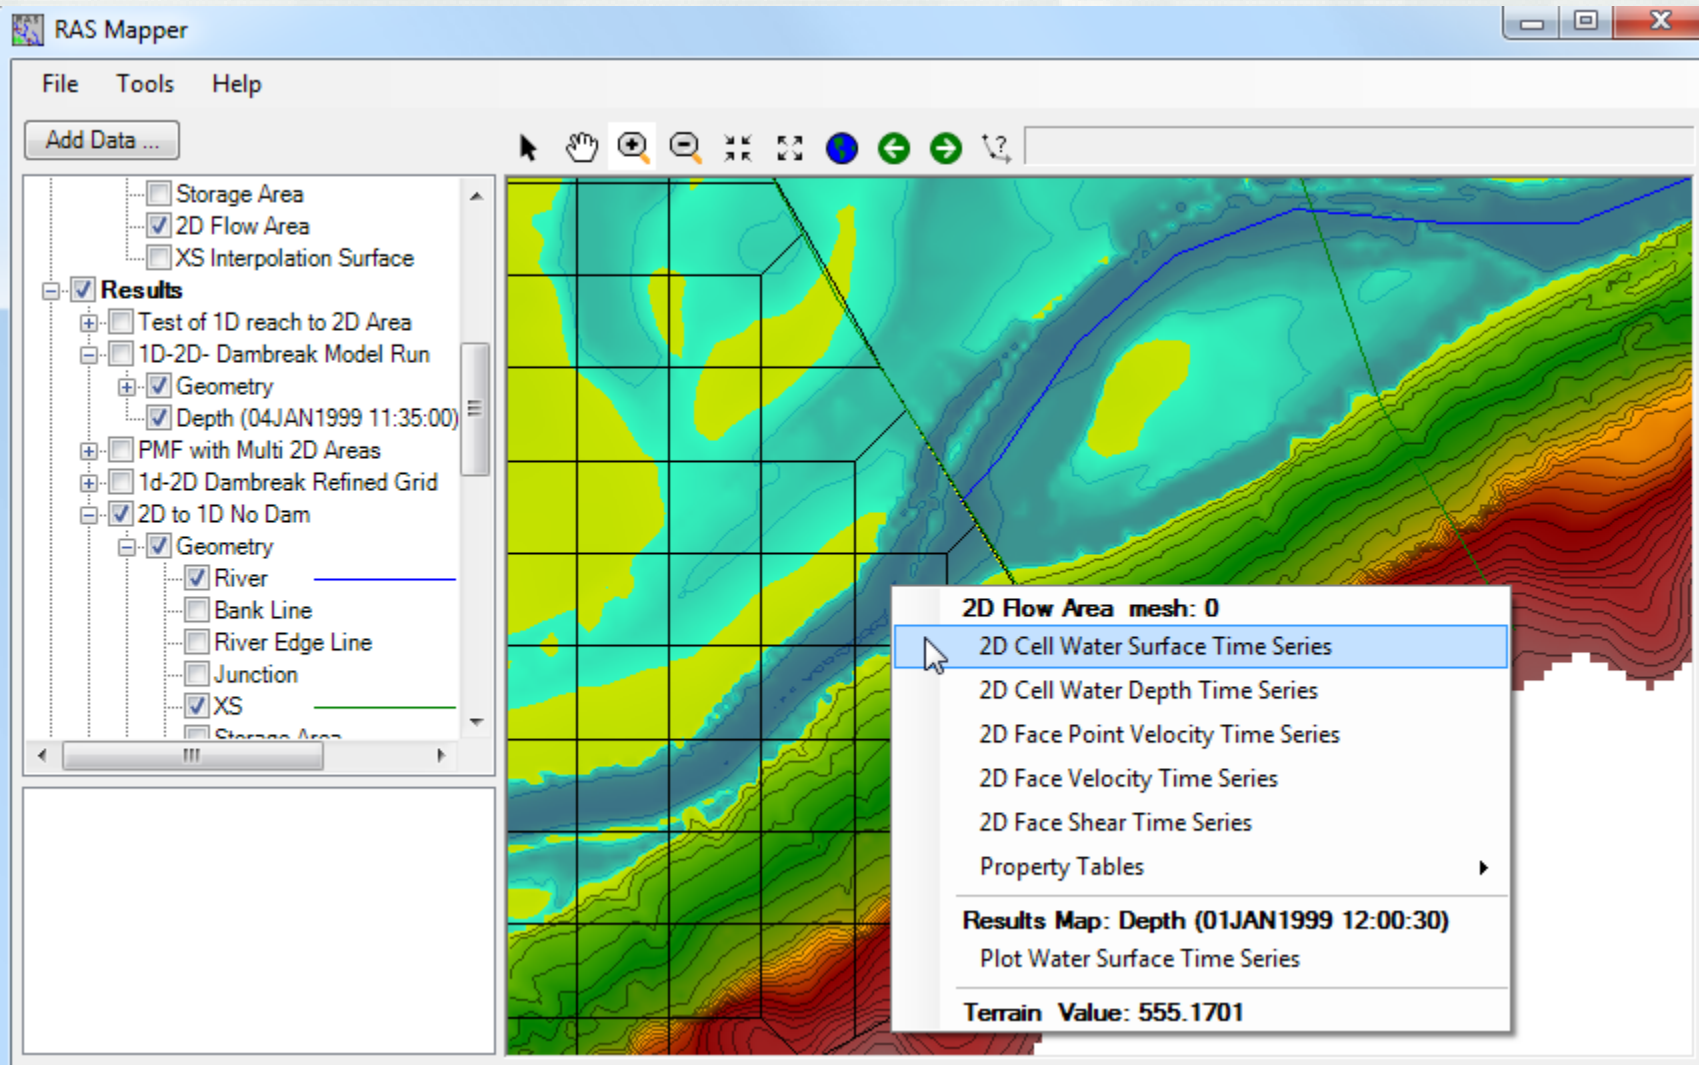 RAS Mapper
File Tools Help
Add Data ...
Storage Area
2D Flow Area
XS Interpolation Surface
Results
Test of 1D reach to 2D Area
1D-2D- Dambreak Model Run
Geometry
Depth (04JAN1999 11:35:00)
PMF with Multi 2D Areas
1d-2D Dambreak Refined Grid
2D to 1D No Dam
Geometry
River
Bank Line
River Edge Line
Junction
XS
Storage Area
2D Flow Area mesh: 0
2D Cell Water Surface Time Series
2D Cell Water Depth Time Series
2D Face Point Velocity Time Series
2D Face Velocity Time Series
2D Face Shear Time Series
Property Tables
Results Map: Depth (01JAN1999 12:00:30)
Plot Water Surface Time Series
Terrain Value: 555.1701